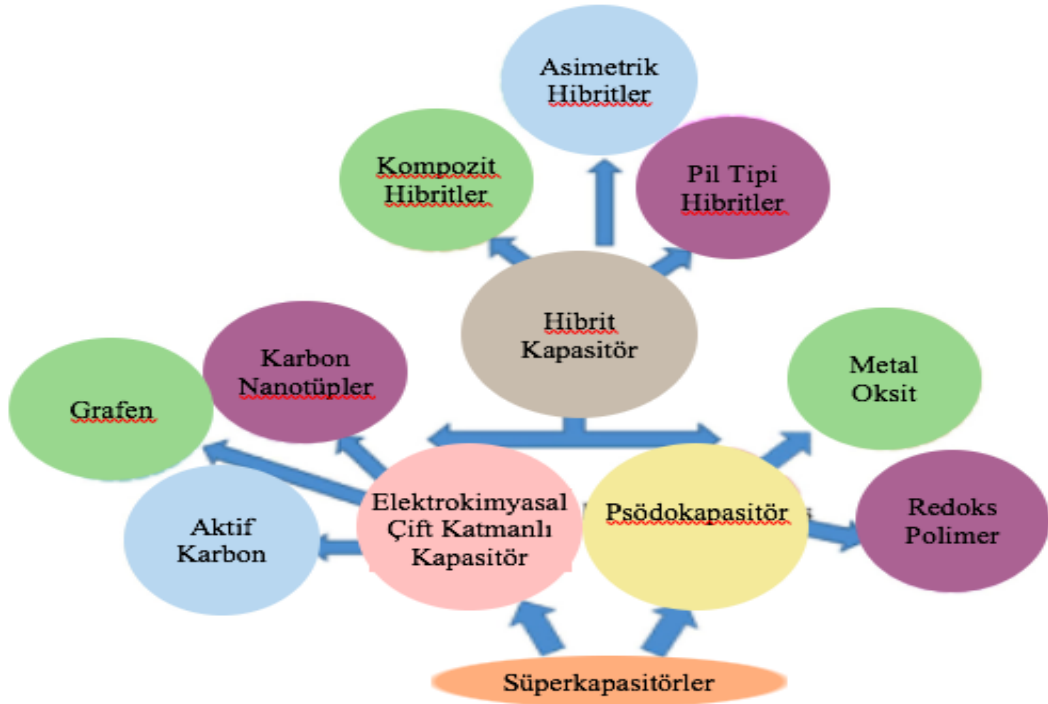 Asimetrik
Hibritler
Kompozit
Hibritler
Pil Tipi
Hibritler
Hibrit
Kapasitör
Karbon
Nanotüpler
Grafen
Metal
Oksit
Aktif
Karbon
Elektrokimyasal
Çift Katmanlı
Kapasitör
Psödokapasitör
Redoks
Polimer
Süperkapasitörler